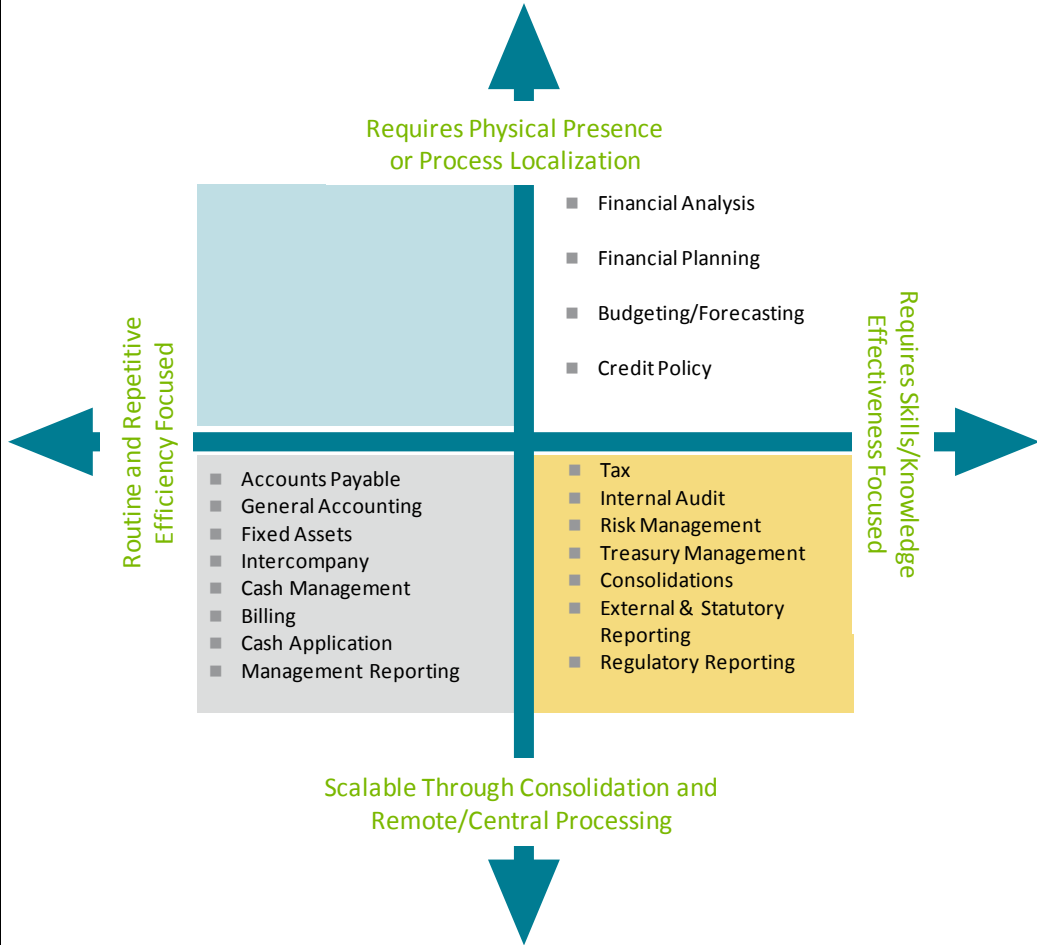 Requires Physical Presence
or Process Localization
Financial Analysis
Financial Planning
Budgeting/Forecasting
Credit Policy
Routine and Repetitive
Efficiency Focused
Requires Skills/Knowledge
Effectiveness Focused
Accounts Payable
General Accounting
Fixed Assets
Intercompany
Cash Management
Billing
Cash Application
Management Reporting
Tax
Internal Audit
Risk Management
Treasury Management
Consolidations
External & Statutory
Reporting
Regulatory Reporting
Scalable Through Consolidation and
Remote/Central Processing